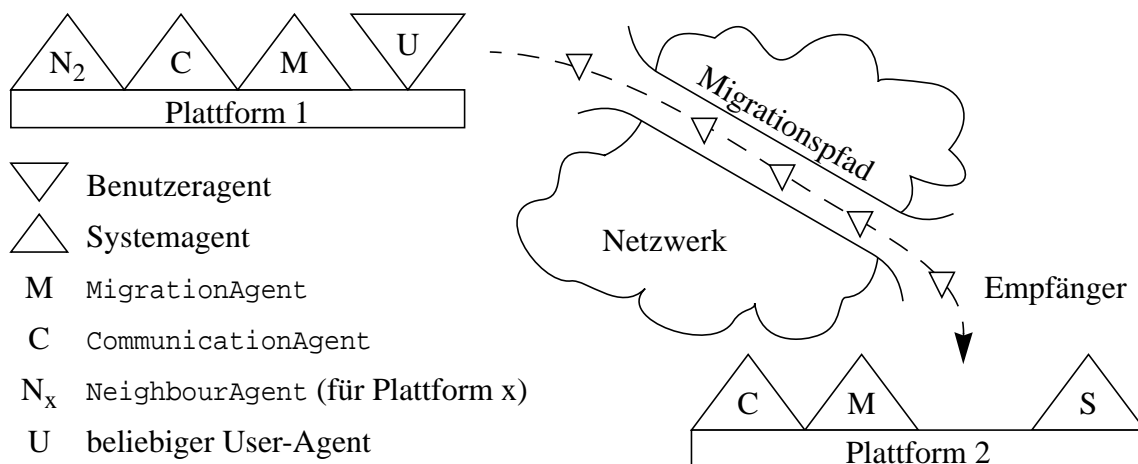 N2
C
M
U
Plattform 1
Migrationspfad
Netzwerk
Benutzeragent
Systemagent
M MigrationAgent
C CommunicationAgent
Nx NeighbourAgent (für Plattform x)
U beliebiger User-Agent
Empfänger
C
M
S
Plattform 2